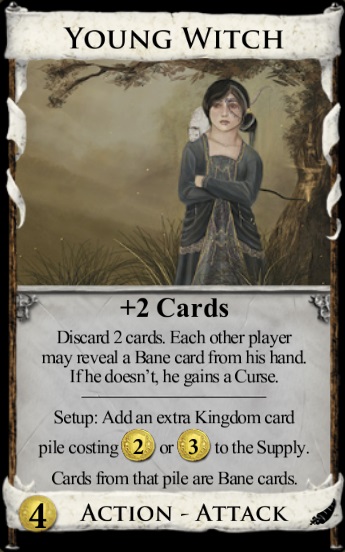 Young Witch
+2 Cards
Discard 2 cards. Each other player
may reveal a Bane card from his hand.
If he doesn't, he gains a Curse.
Setup: Add an extra Kingdom card
pile costing 2 or 3 to the Supply.
Cards from that pile are Bane cards.
4 Action - Attack